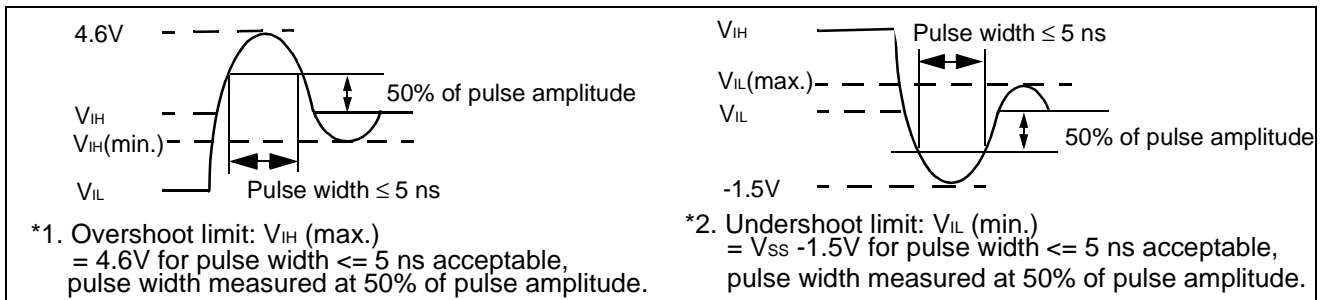 4.6V
50% of pulse amplitude
VIH
VIH(min.)
VIL
Pulse width ≤ 5 ns
*1. Overshoot limit: VIH (max.)
= 4.6V for pulse width <= 5 ns acceptable,
pulse width measured at 50% of pulse amplitude.
VIH
Pulse width ≤ 5 ns
VIL(max.)
VIL
50% of pulse amplitude
-1.5V
*2. Undershoot limit: VIL (min.)
= VSS -1.5V for pulse width <= 5 ns acceptable,
pulse width measured at 50% of pulse amplitude.